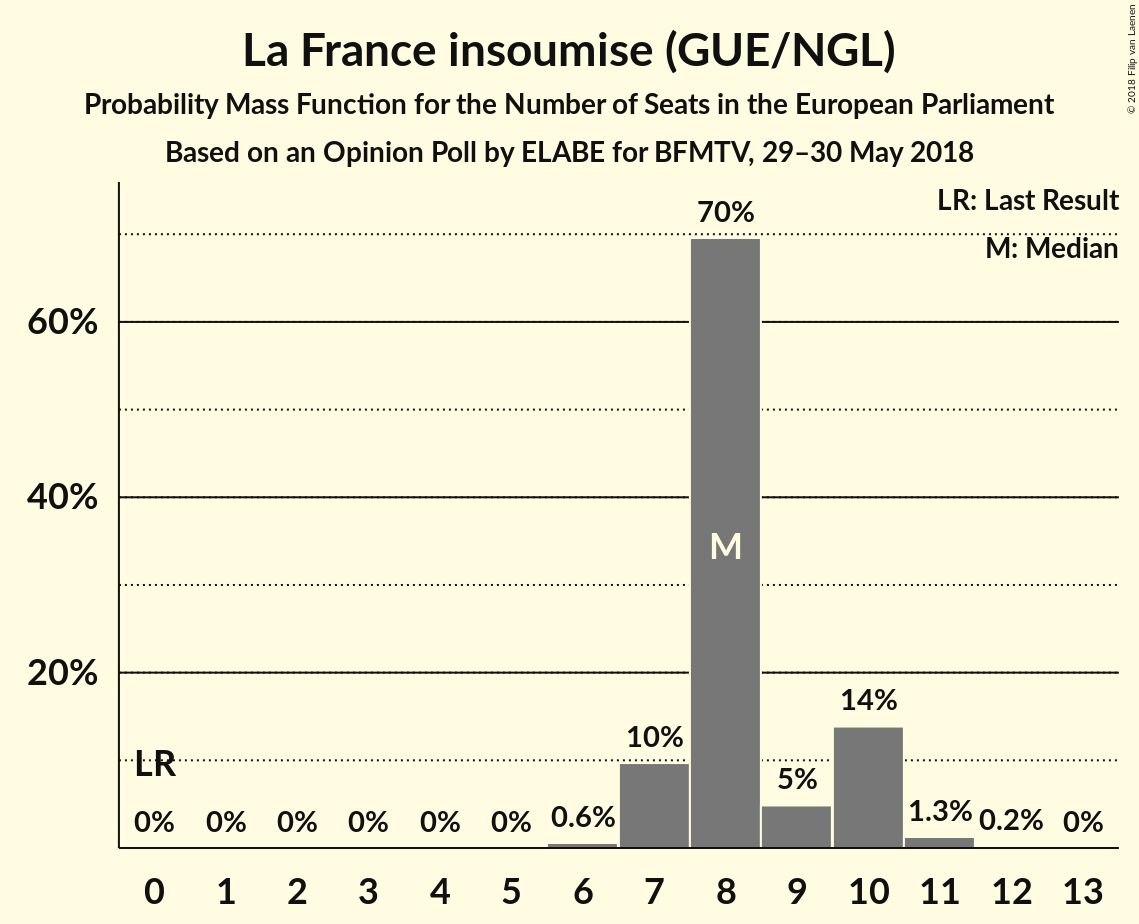 La France insoumise (GUE/NGL)
Probability Mass Function for the Number of Seats in the European Parliament
Based on an Opinion Poll by ELABE for BFMTV, 29–30 May 2018
© 2018 Filip van Laenen
LR: Last Result
M: Median
70%
60%
40%
M
20%
14%
10%
LR
5%
0% 0% 0% 0% 0% 0% 0.6% 1.3% 0.2% 0%
0 1 2 3 4 5 6 7 8 9 10 11 12 13